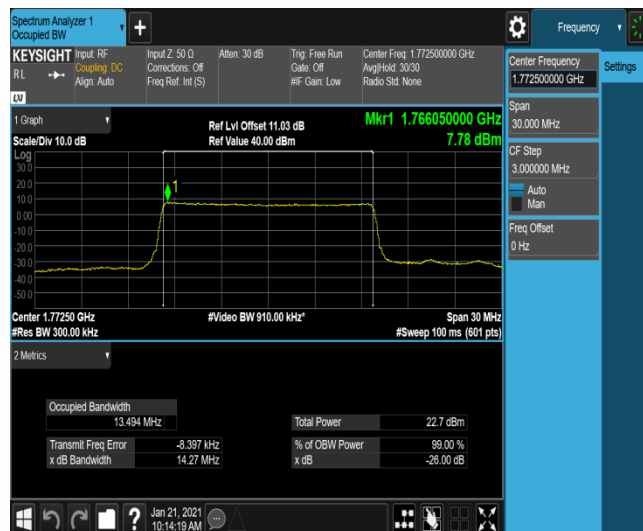 Spectrum Analyzer 1
Occupied BW
Frequency
KEYSIGHT
RL
LXI
Input: RF
Coupling: DC
Align: Auto
Input Z: 50 Ω
Corrections: Off
Freq Ref: Int (S)
Atten: 30 dB
Trig: Free Run
Gate: Off
#IF Gain: Low
Center Freq: 1.772500000 GHz
Avg|Hold: 30/30
Radio Std: None
Center Frequency
1.772500000 GHz
Settings
Span
30.000 MHz
CF Step
3.000000 MHz
Auto
Man
Freq Offset
0 Hz
1 Graph
Scale/Div 10.0 dB
Ref Lvl Offset 11.03 dB
Ref Value 40.00 dBm
Mkr1 1.766050000 GHz
7.78 dBm
Log
30.0
20.0
10.0
0.00
-10.0
-20.0
-30.0
-40.0
-50.0
1
Center 1.77250 GHz
#Res BW 300.00 kHz
#Video BW 910.00 kHz*
Span 30 MHz
#Sweep 100 ms (601 pts)
2 Metrics
Occupied Bandwidth
13.494 MHz
Total Power 22.7 dBm
Transmit Freq Error -8.397 kHz
% of OBW Power 99.00 %
x dB Bandwidth 14.27 MHz
x dB -26.00 dB
Jan 21, 2021
10:14:19 AM